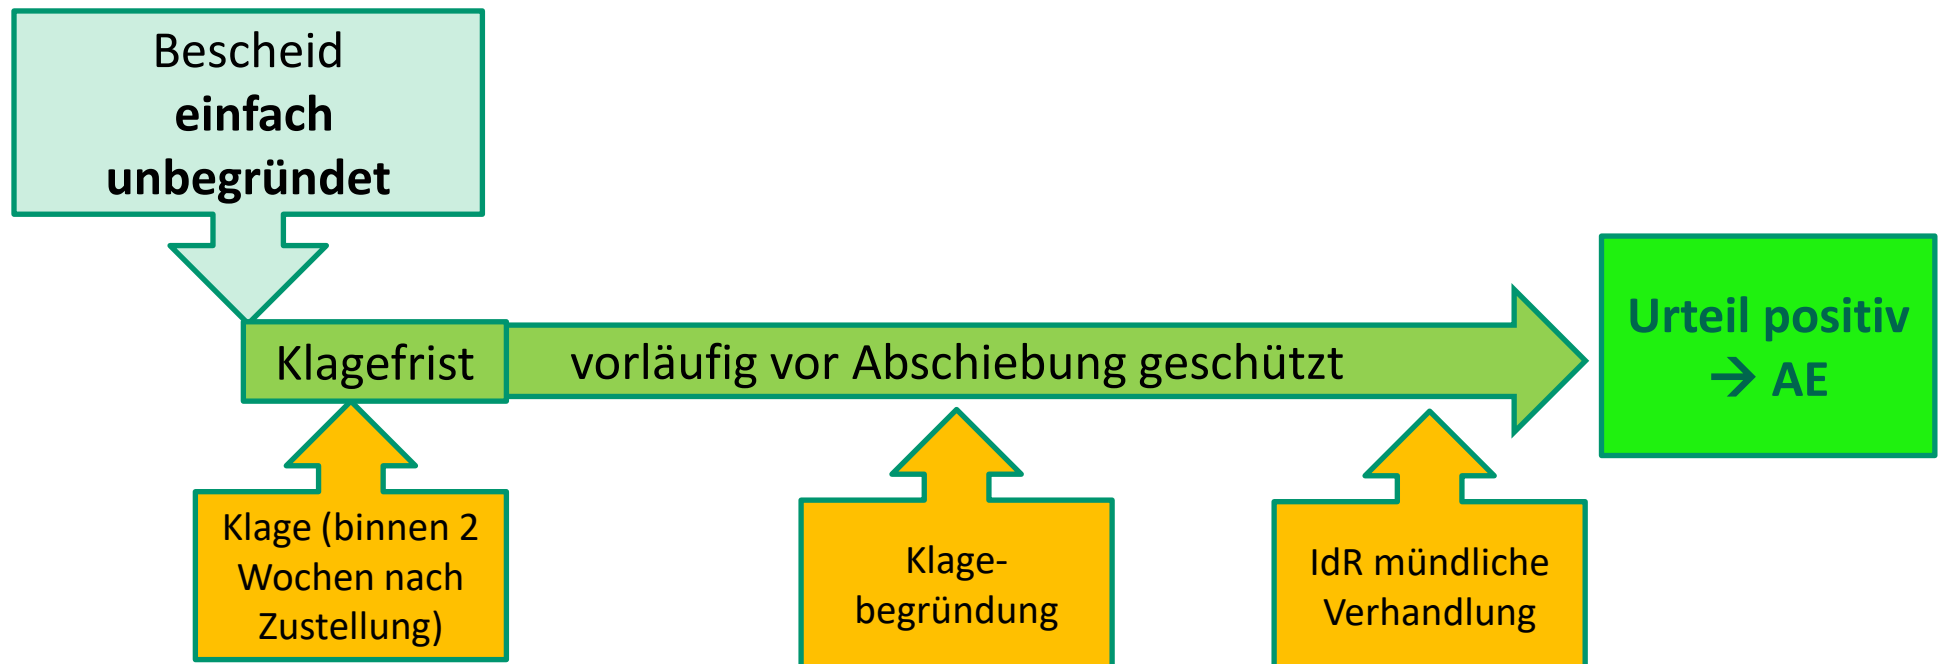 Bescheid
einfach
unbegründet
Klagefrist
vorläufig vor Abschiebung geschützt
Urteil positiv
→ AE
Klage (binnen 2
Wochen nach
Zustellung)
Klage-
begründung
IdR mündliche
Verhandlung